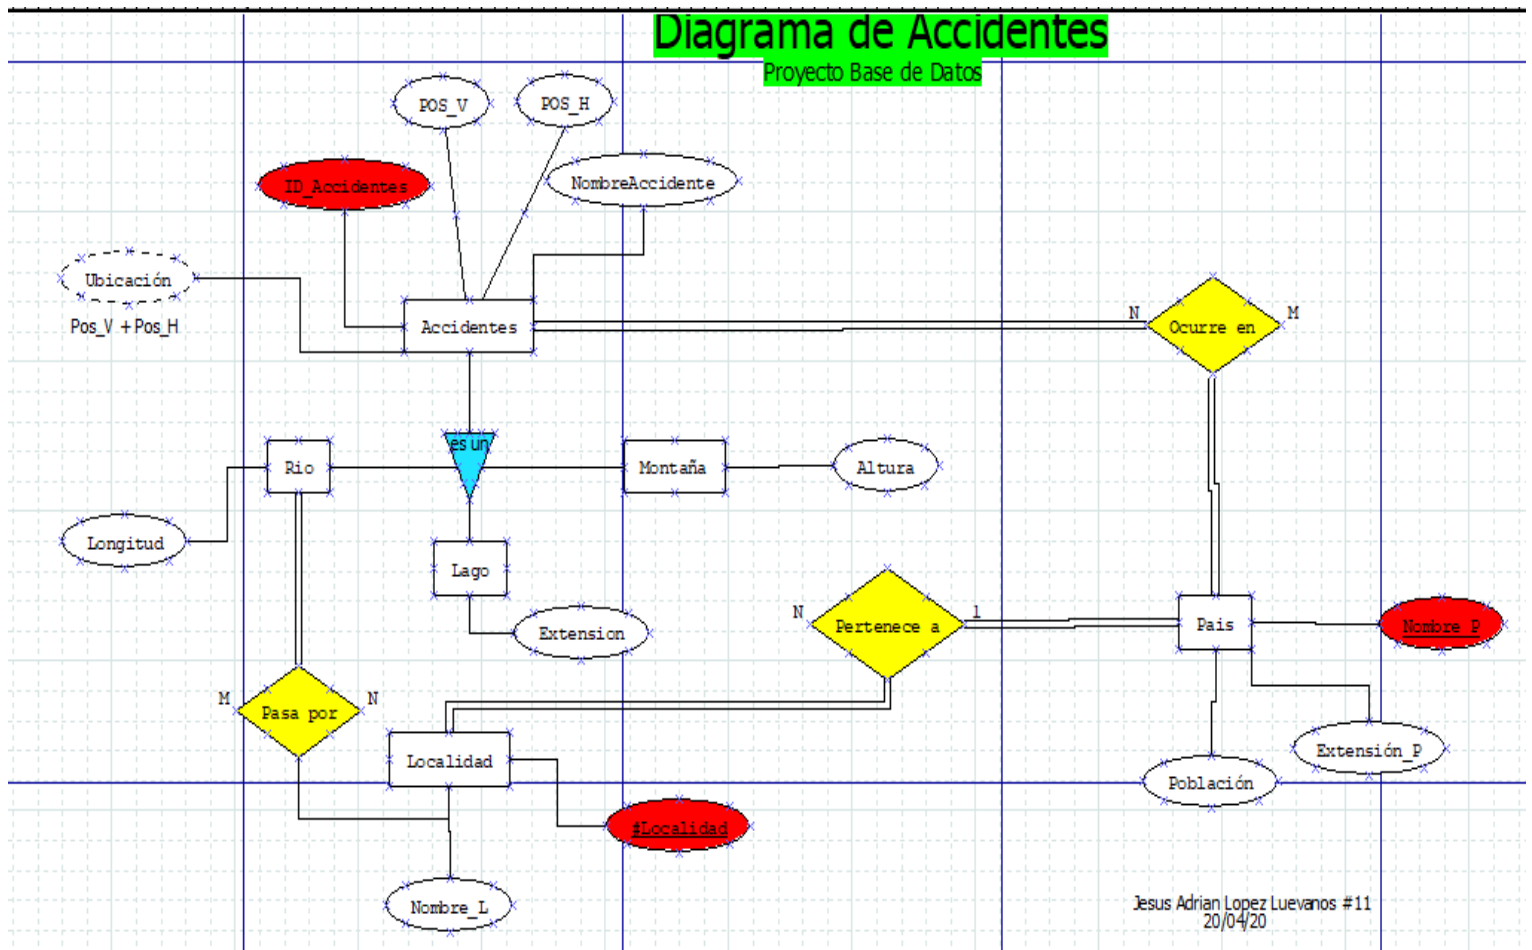 Diagrama de Accidentes
Proyecto Base de Datos
POS_V
POS_H
ID_Accidentes
NombreAccidente
Ubicación
Pos_V + Pos_H
Accidentes
N
Ocurre en
M
es un
Rio
Montaña
Altura
Longitud
Lago
Extension
N
Pertenece a
1
Pais
Nombre_P
M
Pasa por
N
Localidad
Extensión_P
Población
#Localidad
Nombre_L
Jesus Adrian Lopez Luevanos #11
20/04/20